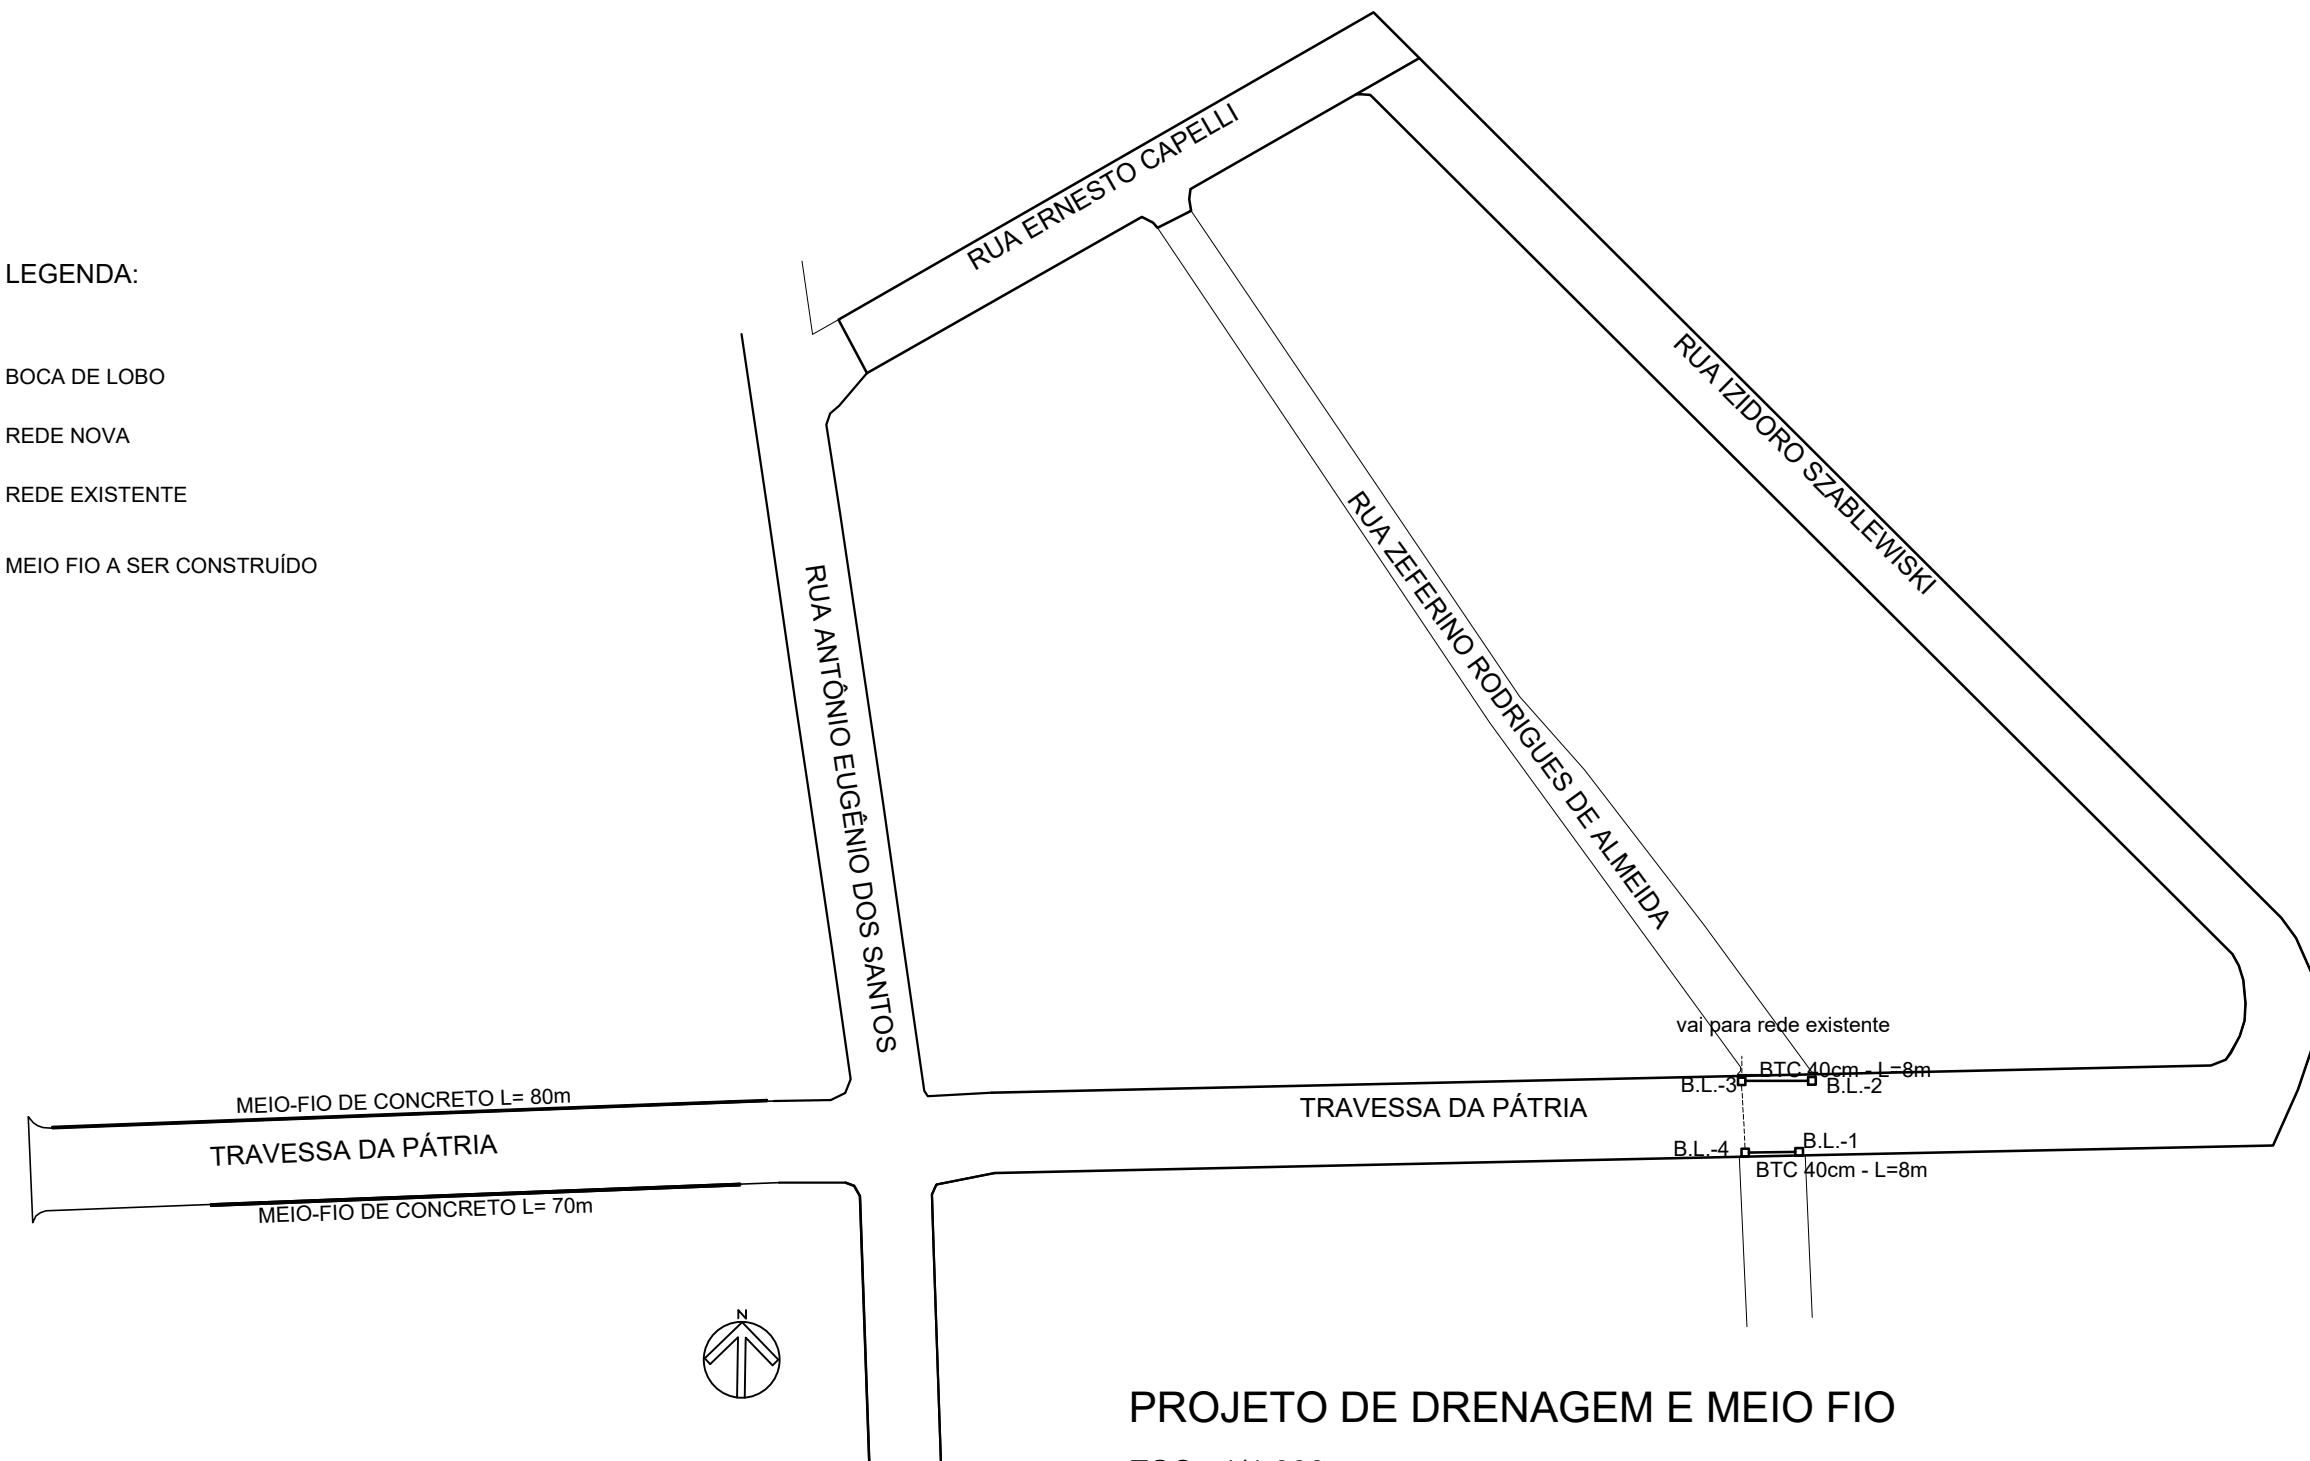 RUA ERNESTO CAPELLI
LEGENDA:
BOCA DE LOBO
REDE NOVA
REDE EXISTENTE
MEIO FIO A SER CONSTRUÍDO
RUA IZIDORO SZABLEWISKI
RUA ZEFERINO RODRIGUES DE ALMEIDA
RUA ANTÔNIO EUGÊNIO DOS SANTOS
vai para rede existente
BTC 40cm - L=8m
B.L.-3
B.L.-2
MEIO-FIO DE CONCRETO L= 80m
TRAVESSA DA PÁTRIA
TRAVESSA DA PÁTRIA
B.L.-4
B.L.-1
BTC 40cm - L=8m
MEIO-FIO DE CONCRETO L= 70m
N
PROJETO DE DRENAGEM E MEIO FIO